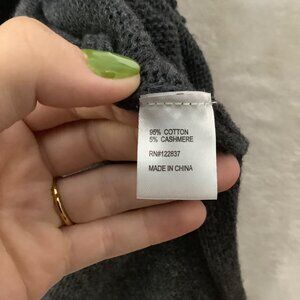 95% COTTON
5% CASHMERE
RN#122837
MADE IN CHINA